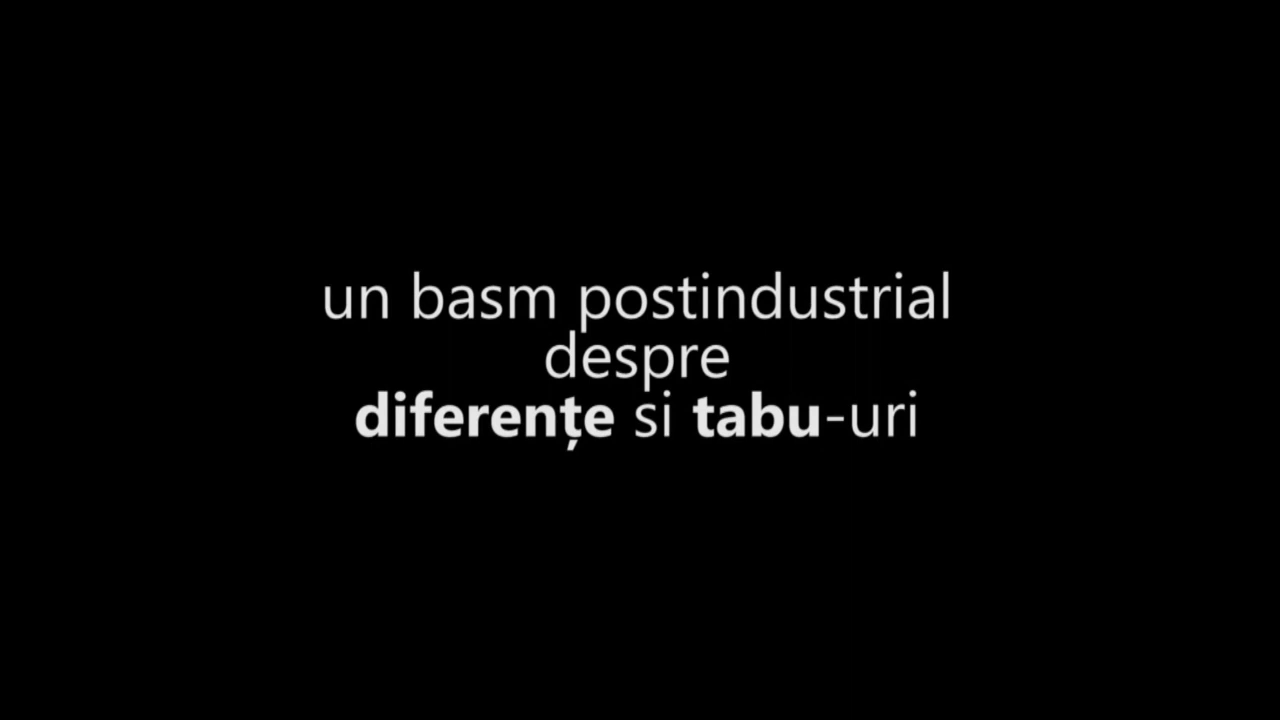 un basm postindustrial
despre
diferențe si tabu-uri